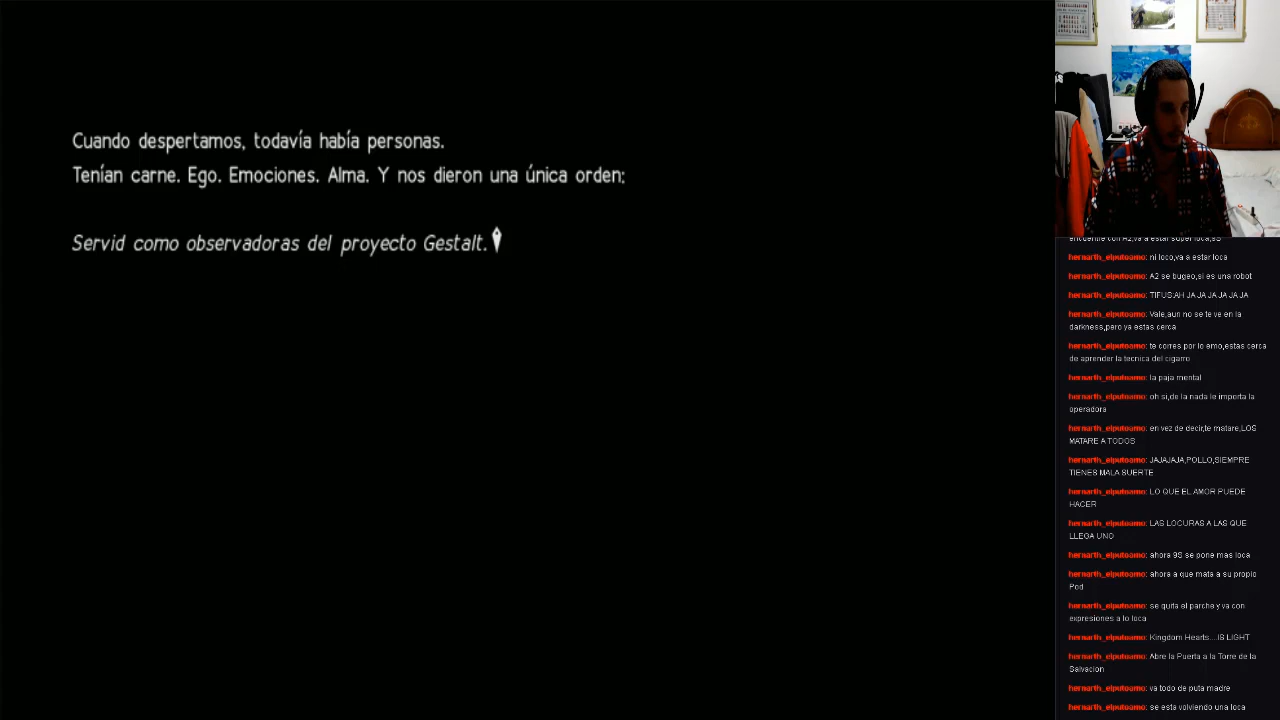 Cuando despertamos, todavía había personas.
Tenían carne. Ego. Emociones. Alma. Y nos dieron una única orden:
Servid como observadoras del proyecto Gestalt.
hernarth_elputoamo: ni loco,va a estar loca
hernarth_elputoamo: A2 se bugeo,si es una robot
hernarth_elputoamo: TIFUS:AH JA JA JA JA JA JA
hernarth_elputoamo: Vale,aun no se te ve en la
darkness,pero ya estas cerca
hernarth_elputoamo: te corres por lo emo,estas cerca
de aprender la tecnica del cigarro
hernarth_elputoamo: la paja mental
hernarth_elputoamo: oh si,de la nada le importa la
operadora
hernarth_elputoamo: en vez de decir,te matare,LOS
MATARE A TODOS
hernarth_elputoamo: JAJAJAJA,POLLO,SIEMPRE
TIENES MALA SUERTE
hernarth_elputoamo: LO QUE EL AMOR PUEDE
HACER
hernarth_elputoamo: LAS LOCURAS A LAS QUE
LLEGA UNO
hernarth_elputoamo: ahora 9S se pone mas loca
hernarth_elputoamo: ahora a que mata a su propio
Pod
hernarth_elputoamo: se quita el parche y va con
expresiones a lo loca
hernarth_elputoamo: Kingdom Hearts....IS LIGHT
hernarth_elputoamo: Abre la Puerta a la Torre de la
Salvacion
hernarth_elputoamo: va todo de puta madre
hernarth_elputoamo: se esta volviendo una loca